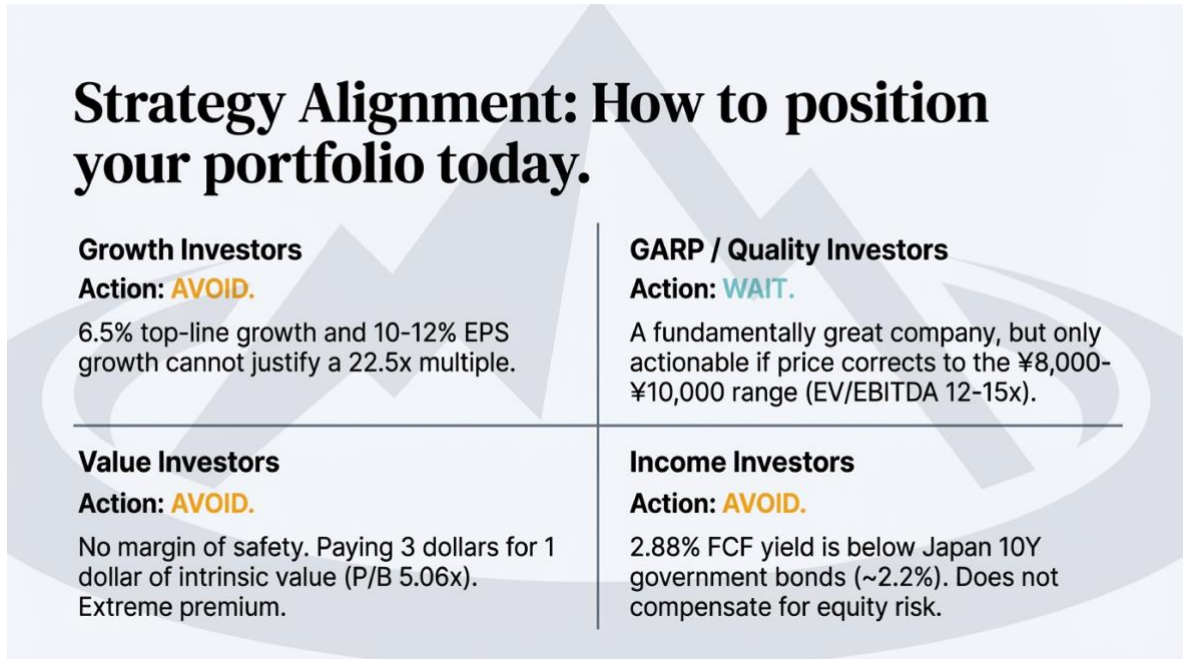 Strategy Alignment: How to position
your portfolio today.
Growth Investors
Action: AVOID.
6.5% top-line growth and 10-12% EPS
growth cannot justify a 22.5x multiple.
GARP / Quality Investors
Action: WAIT.
A fundamentally great company, but only
actionable if price corrects to the ¥8,000-
¥10,000 range (EV/EBITDA 12-15x).
Value Investors
Action: AVOID.
No margin of safety. Paying 3 dollars for 1
dollar of intrinsic value (P/B 5.06x).
Extreme premium.
Income Investors
Action: AVOID.
2.88% FCF yield is below Japan 10Y
government bonds (~2.2%). Does not
compensate for equity risk.